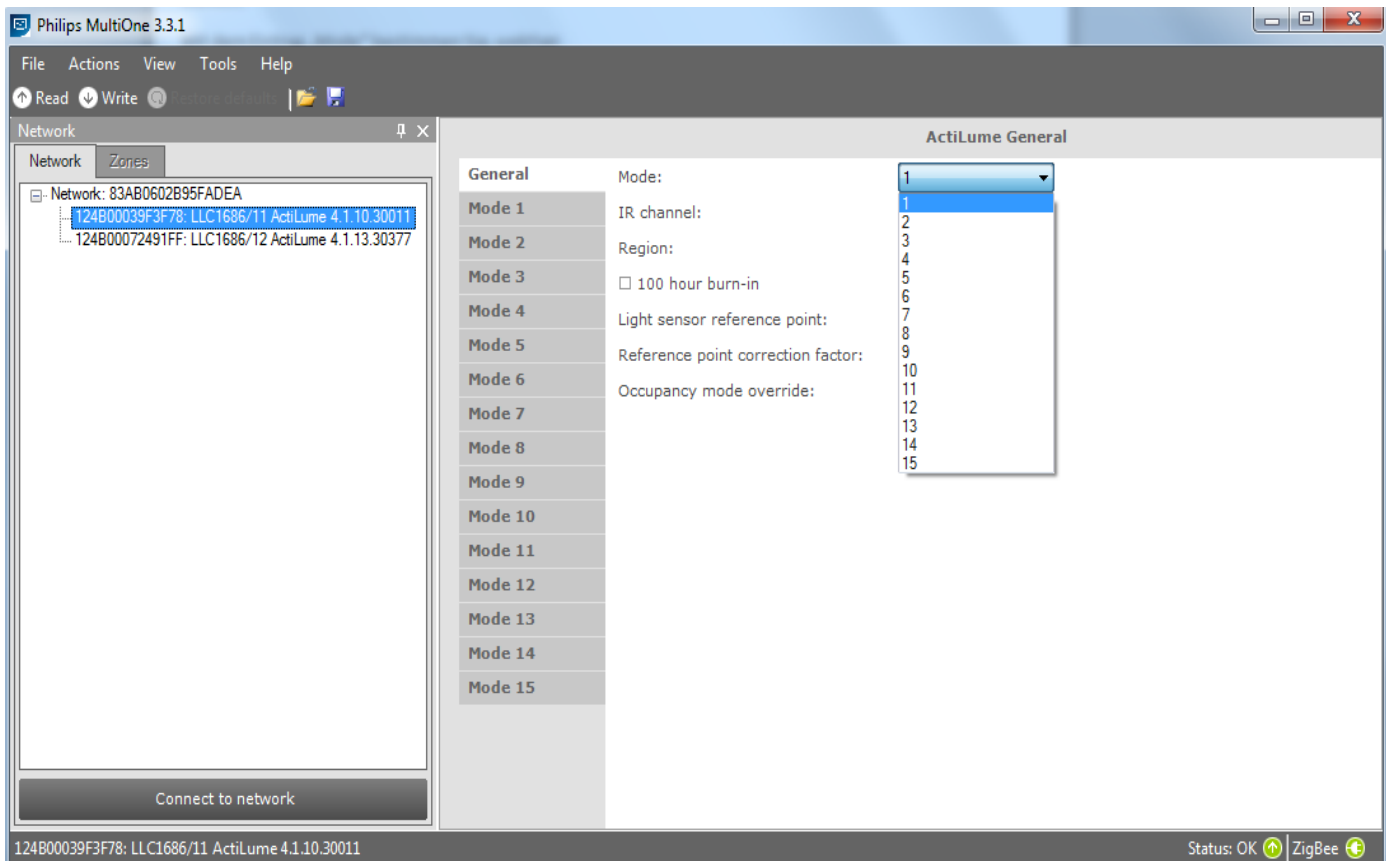 Philips MultiOne 3.3.1
File Actions View Tools Help
Read Write Restore defaults
Network
Network Zones
Network: 83AB0602B95FADEA
124B00039F3F78: LLC1686/11 ActiLume 4.1.10.30011
124B00072491FF: LLC1686/12 ActiLume 4.1.13.30377
Connect to network
ActiLume General
General
Mode 1
Mode 2
Mode 3
Mode 4
Mode 5
Mode 6
Mode 7
Mode 8
Mode 9
Mode 10
Mode 11
Mode 12
Mode 13
Mode 14
Mode 15
Mode: 1
IR channel:
Region:
100 hour burn-in
Light sensor reference point:
Reference point correction factor:
Occupancy mode override:
1
2
3
4
5
6
7
8
9
10
11
12
13
14
15
124B00039F3F78: LLC1686/11 ActiLume 4.1.10.30011
Status: OK ZigBee